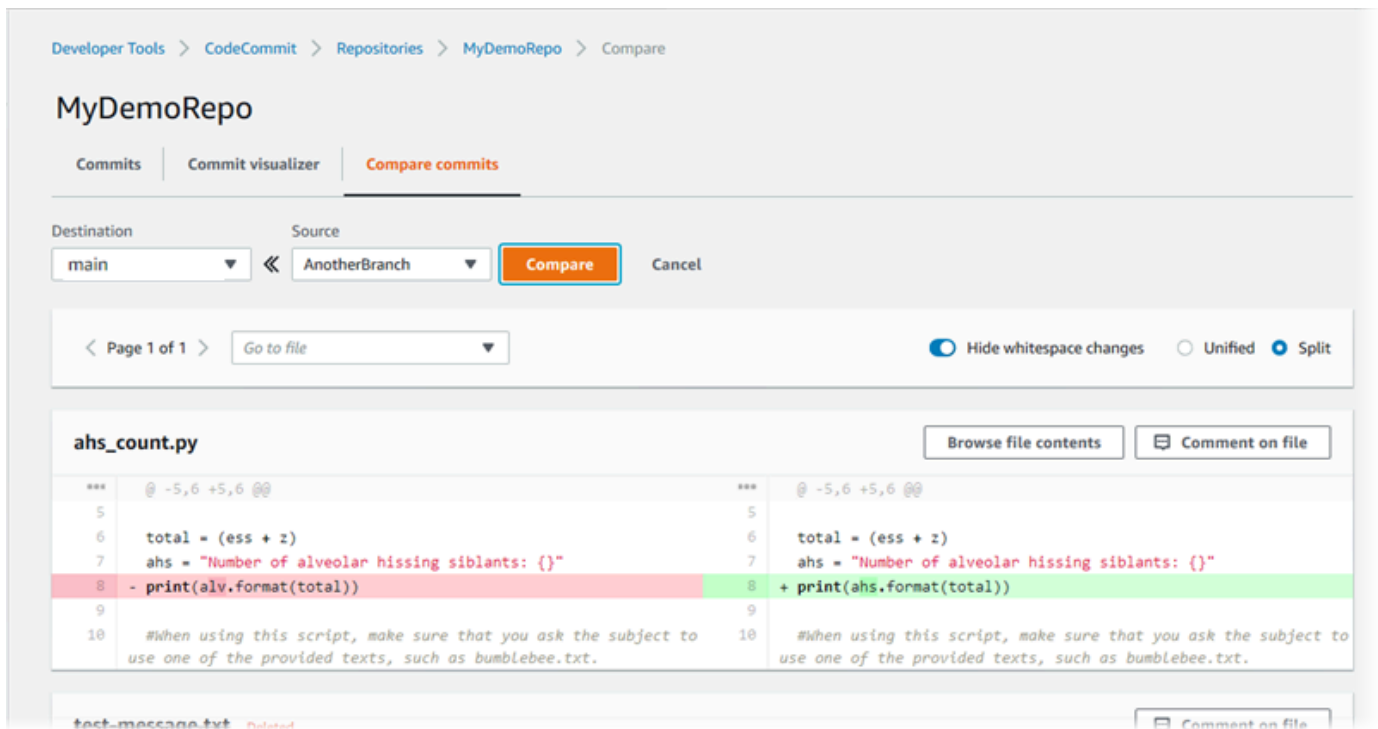 Developer Tools > CodeCommit > Repositories > MyDemoRepo > Compare
MyDemoRepo
Commits Commit visualizer Compare commits
Destination Source
main AnotherBranch Compare Cancel
< Page 1 of 1 > Go to file Hide whitespace changes Unified Split
ahs_count.py Browse file contents Comment on file
*** @ -5,6 +5,6 @@ *** @ -5,6 +5,6 @@
5 5
6 total = (ess + z) 6 total = (ess + z)
7 ahs = "Number of alveolar hissing siblants: {}" 7 ahs = "Number of alveolar hissing siblants: {}"
8 - print(alv.format(total)) 8 + print(ahs.format(total))
9 9
10 #When using this script, make sure that you ask the subject to 10 #When using this script, make sure that you ask the subject to
use one of the provided texts, such as bumblebee.txt. use one of the provided texts, such as bumblebee.txt.
test-message.txt Deleted Comment on file